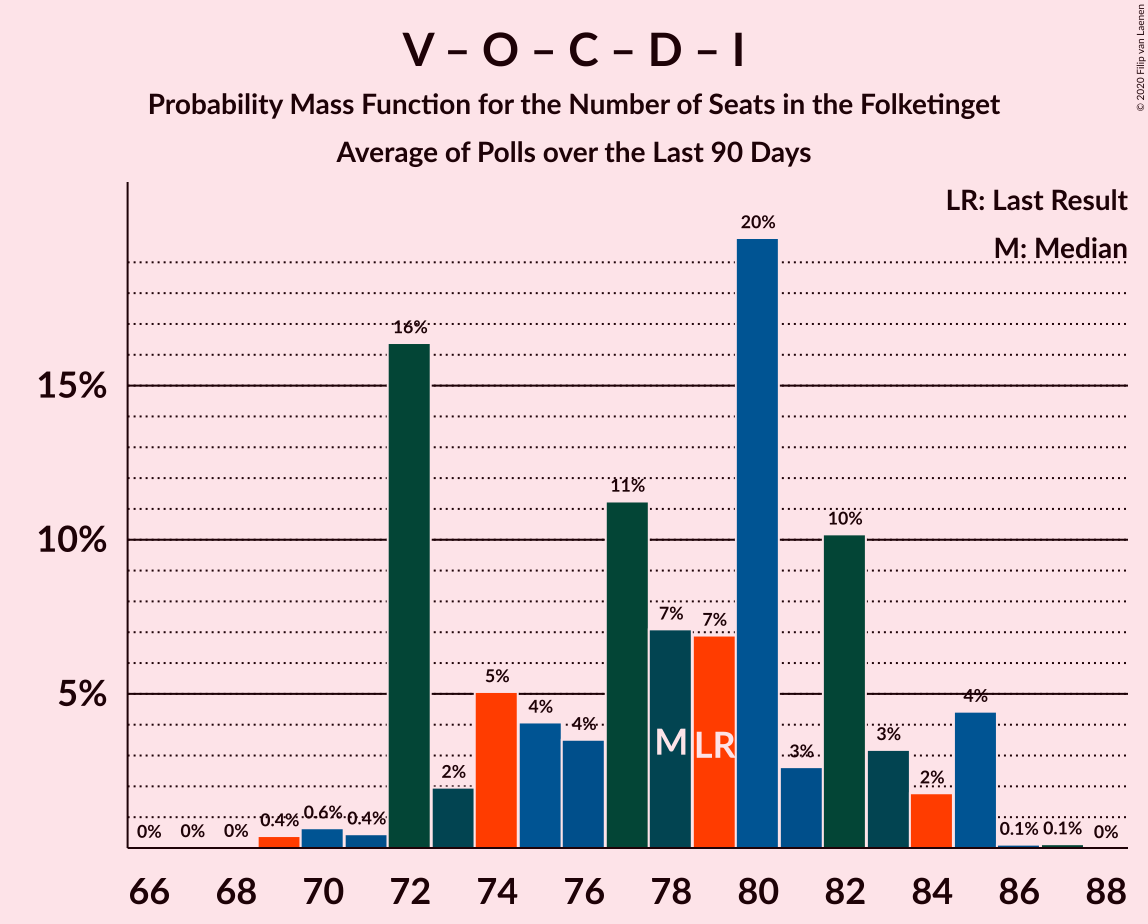 V – O – C – D – I
Probability Mass Function for the Number of Seats in the Folketinget
Average of Polls over the Last 90 Days
© 2020 Filip van Laenen
LR: Last Result
M: Median
20%
16%
15%
11%
10%
10%
7%
7%
5%
5%
4%
4%
4%
M
LR
3%
3%
2%
2%
0%
0%
0%
0.4%
0.6%
0.4%
0.1%
0.1%
0%
66 68 70 72 74 76 78 80 82 84 86 88